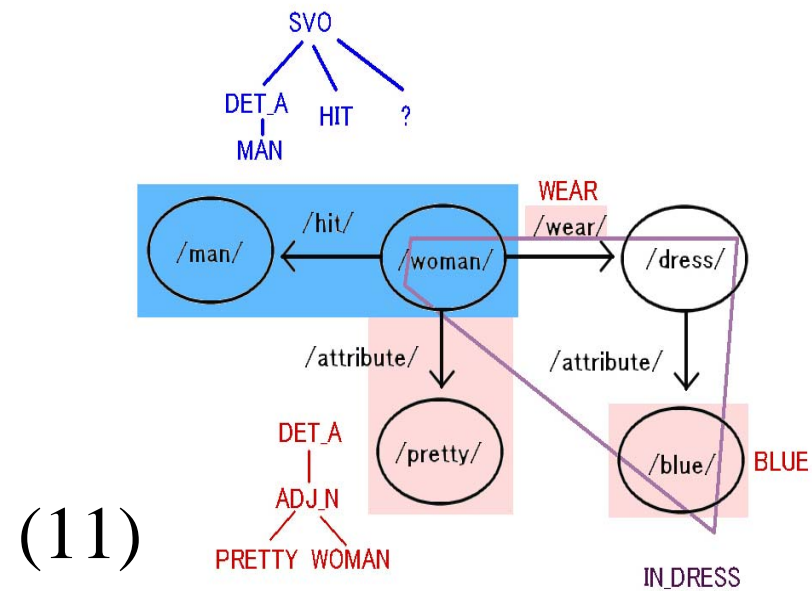 SVO
DET_A HIT ?
MAN
WEAR
/hit/ /wear/
/man/ /woman/ /dress/
/attribute/ /attribute/
DET_A
/pretty/ /blue/ BLUE
ADJ_N
(11)
PRETTY WOMAN
IN_DRESS